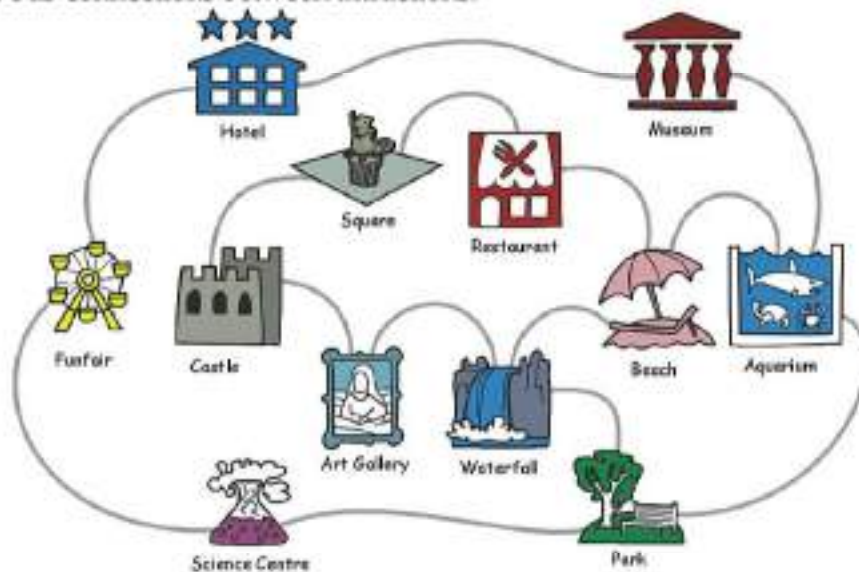 Hotel
Museum
Square
Restaurant
Funfair
Castle
Beach
Aquarium
Art Gallery
Waterfall
Science Centre
Park